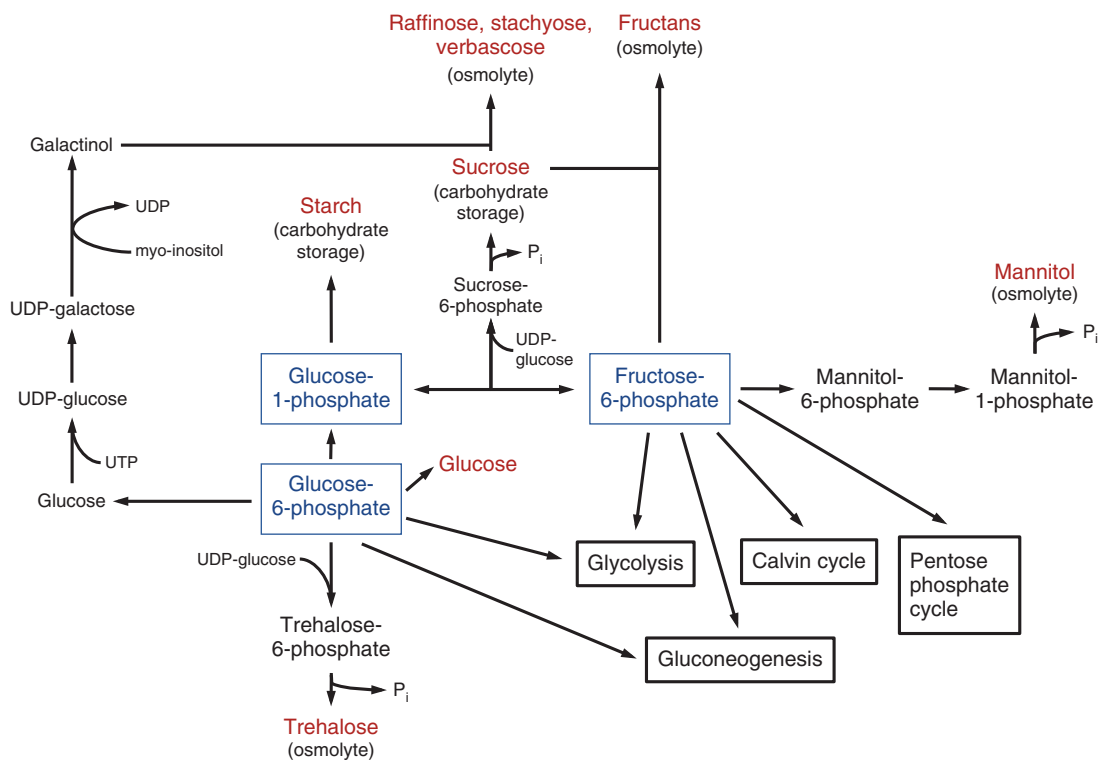 Raffinose, stachyose,
verbascose
(osmolyte)
Fructans
(osmolyte)
Galactinol
Sucrose
(carbohydrate
storage)
UDP
myo-inositol
Starch
(carbohydrate
storage)
Pi
Sucrose-
6-phosphate
Mannitol
(osmolyte)
Pi
UDP-galactose
UDP-
glucose
UDP-glucose
Glucose-
1-phosphate
Fructose-
6-phosphate
Mannitol-
6-phosphate
Mannitol-
1-phosphate
UTP
Glucose
Glucose-
6-phosphate
Glucose
UDP-glucose
Glycolysis
Calvin cycle
Pentose
phosphate
cycle
Trehalose-
6-phosphate
Gluconeogenesis
Pi
Trehalose
(osmolyte)